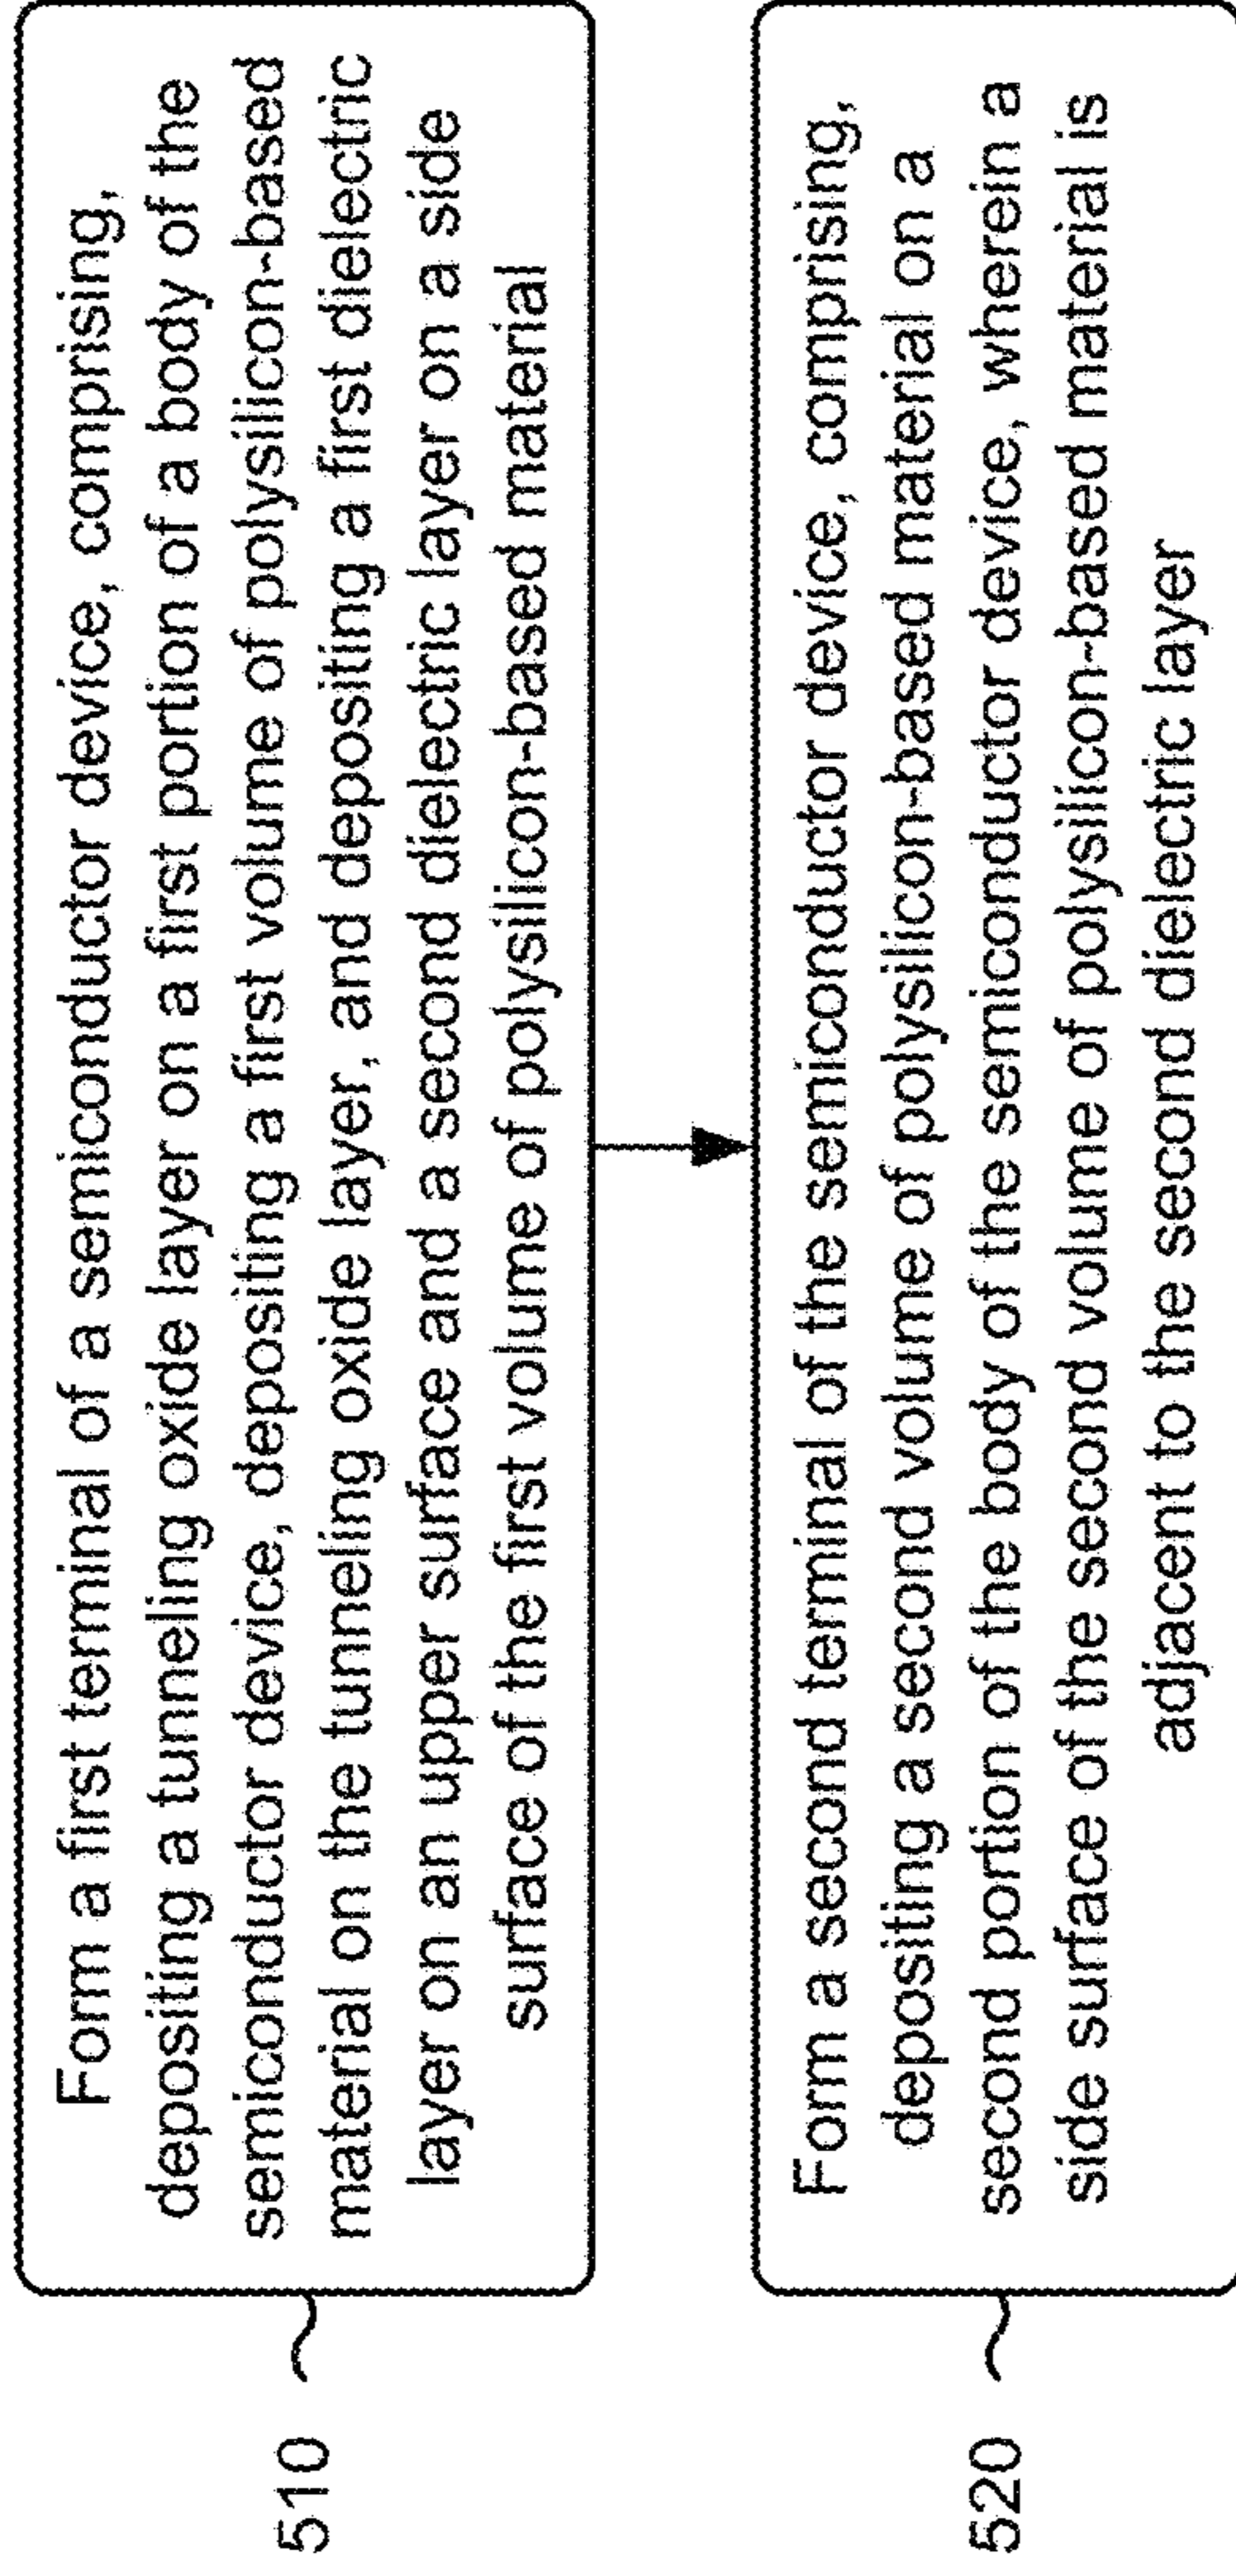 510
Form a first terminal of a semiconductor device, comprising,
depositing a tunneling oxide layer on a first portion of a body of the
semiconductor device, depositing a first volume of polysilicon-based
material on the tunneling oxide layer, and depositing a first dielectric
layer on an upper surface and a second dielectric layer on a side
surface of the first volume of polysilicon-based material
520
Form a second terminal of the semiconductor device, comprising,
depositing a second volume of polysilicon-based material on a
second portion of the body of the semiconductor device, wherein a
side surface of the second volume of polysilicon-based material is
adjacent to the second dielectric layer